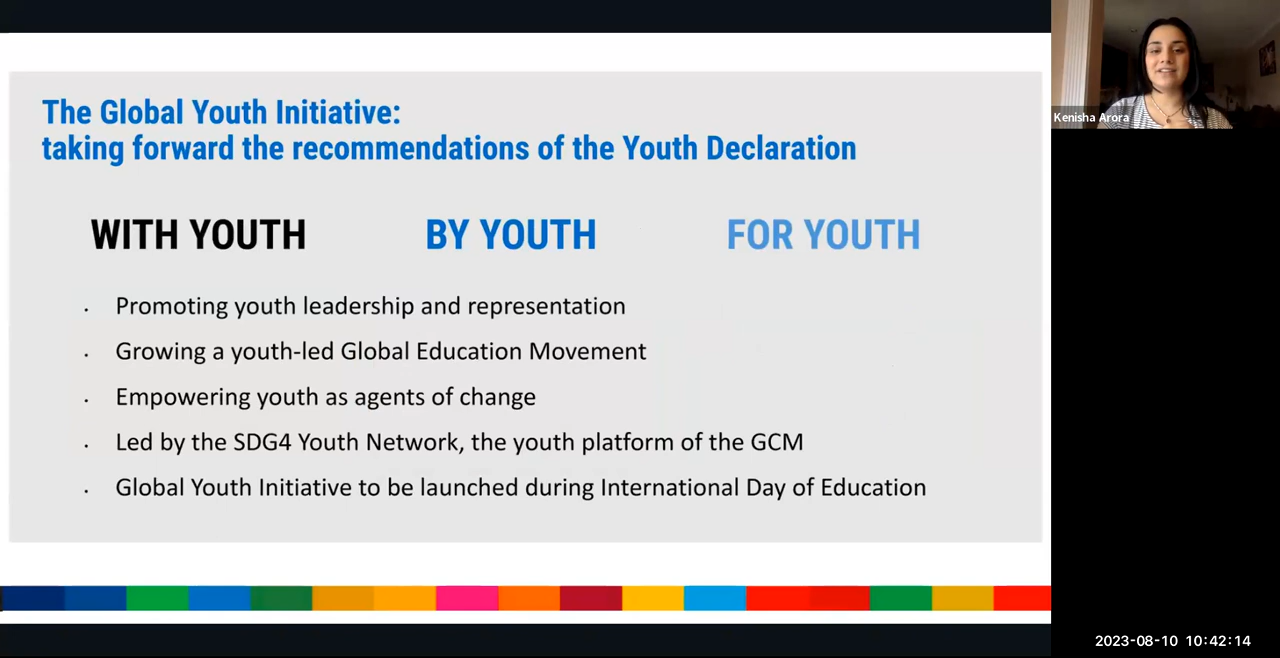 The Global Youth Initiative:
taking forward the recommendations of the Youth Declaration
WITH YOUTH BY YOUTH FOR YOUTH
· Promoting youth leadership and representation
· Growing a youth-led Global Education Movement
· Empowering youth as agents of change
· Led by the SDG4 Youth Network, the youth platform of the GCM
· Global Youth Initiative to be launched during International Day of Education
Kenisha Arora
2023-08-10 10:42:14